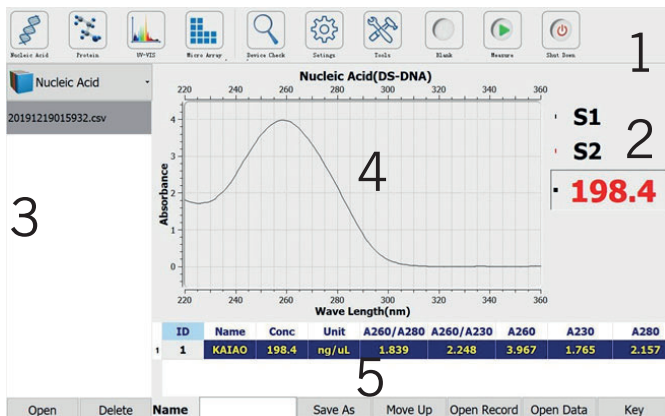 Nucleic Acid Protein UV-VIS Micro Array Device Check Settings Tools Blank Measure Shut Down
1
Nucleic Acid
20191219015932.csv
3
Nucleic Acid(DS-DNA)
220 240 260 280 300 320 340 360
4
3
2
1
0
Absorbance
4
220 240 260 280 300 320 340 360
Wave Length(nm)
S1
S2
2
198.4
ID Name Conc Unit A260/A280 A260/A230 A260 A230 A280
1 1 KAIAO 198.4 ng/uL 1.839 2.248 3.967 1.765 2.157
5
Open Delete Name Save As Move Up Open Record Open Data Key